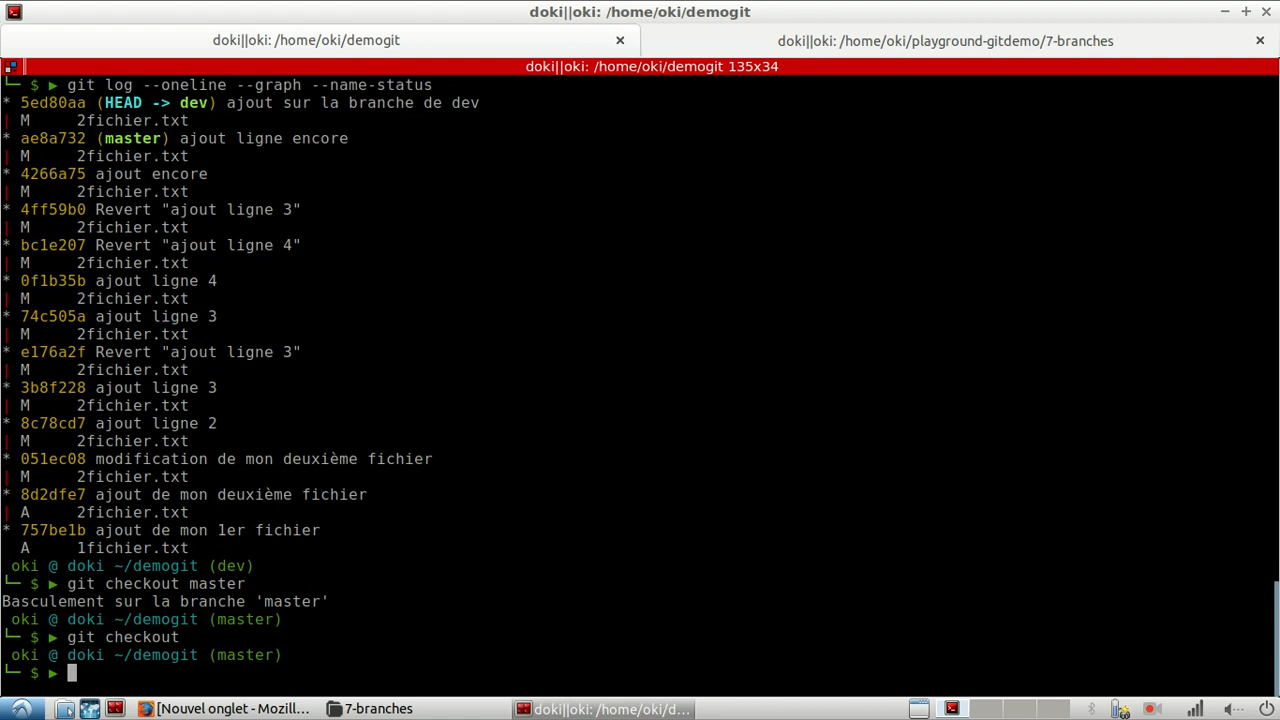 doki||oki: /home/oki/demogit
doki||oki: /home/oki/demogit
doki||oki: /home/oki/playground-gitdemo/7-branches
doki||oki: /home/oki/demogit 135x34
└─ $ ▶ git log --oneline --graph --name-status
* 5ed80aa (HEAD -> dev) ajout sur la branche de dev
| M     2fichier.txt
* ae8a732 (master) ajout ligne encore
| M     2fichier.txt
* 4266a75 ajout encore
| M     2fichier.txt
* 4ff59b0 Revert "ajout ligne 3"
| M     2fichier.txt
* bc1e207 Revert "ajout ligne 4"
| M     2fichier.txt
* 0f1b35b ajout ligne 4
| M     2fichier.txt
* 74c505a ajout ligne 3
| M     2fichier.txt
* e176a2f Revert "ajout ligne 3"
| M     2fichier.txt
* 3b8f228 ajout ligne 3
| M     2fichier.txt
* 8c78cd7 ajout ligne 2
| M     2fichier.txt
* 051ec08 modification de mon deuxième fichier
| M     2fichier.txt
* 8d2dfe7 ajout de mon deuxième fichier
| A     2fichier.txt
* 757be1b ajout de mon 1er fichier
  A     1fichier.txt
oki @ doki ~/demogit (dev)
└─ $ ▶ git checkout master
Basculement sur la branche 'master'
oki @ doki ~/demogit (master)
└─ $ ▶ git checkout
oki @ doki ~/demogit (master)
└─ $ ▶
[Nouvel onglet - Mozill...
7-branches
doki||oki: /home/oki/d...